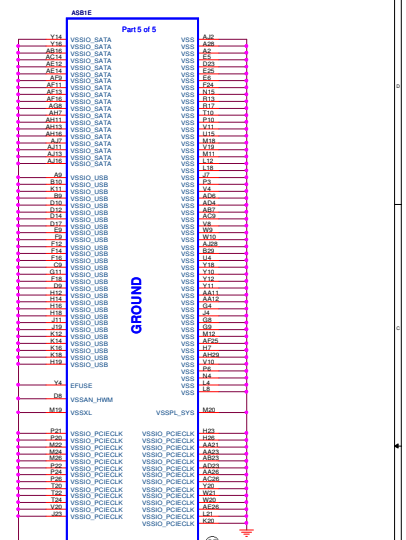 ASB1E
Part 5 of 5
Y14 VSSIO_SATA VSS AJ2
Y16 VSSIO_SATA VSS A28
AB16 VSSIO_SATA VSS A2
AC14 VSSIO_SATA VSS E5
AE12 VSSIO_SATA VSS D23
AE14 VSSIO_SATA VSS E25
AF9 VSSIO_SATA VSS E6
AF11 VSSIO_SATA VSS F24
AF13 VSSIO_SATA VSS N15
AF16 VSSIO_SATA VSS R13
AG8 VSSIO_SATA VSS R17
AH7 VSSIO_SATA VSS T10
AH11 VSSIO_SATA VSS P10
AH13 VSSIO_SATA VSS V11
AH16 VSSIO_SATA VSS U15
AJ7 VSSIO_SATA VSS M18
AJ11 VSSIO_SATA VSS V19
AJ13 VSSIO_SATA VSS M11
AJ16 VSSIO_SATA VSS L12
VSS L18
A9 VSSIO_USB VSS J7
B10 VSSIO_USB VSS P3
K11 VSSIO_USB VSS V4
B9 VSSIO_USB VSS AD6
D10 VSSIO_USB VSS AD4
D12 VSSIO_USB VSS AB7
D14 VSSIO_USB VSS AC9
D17 VSSIO_USB VSS V8
E9 VSSIO_USB VSS W9
F9 VSSIO_USB VSS W10
F12 VSSIO_USB VSS AJ28
F14 VSSIO_USB VSS B29
F16 VSSIO_USB VSS U4
C9 VSSIO_USB VSS Y18
G11 VSSIO_USB VSS Y10
F18 VSSIO_USB VSS Y12
D9 VSSIO_USB VSS Y11
H12 VSSIO_USB VSS AA11
H14 VSSIO_USB VSS AA12
H16 VSSIO_USB VSS G4
H18 VSSIO_USB VSS J4
J11 VSSIO_USB VSS G8
J19 VSSIO_USB VSS G9
K12 VSSIO_USB VSS M12
K14 VSSIO_USB VSS AF25
K16 VSSIO_USB VSS H7
K18 VSSIO_USB VSS AH29
H19 VSSIO_USB VSS V10
VSS P6
VSS N4
Y4 EFUSE VSS L4
VSS L8
D8 VSSAN_HWM
M19 VSSXL VSSPL_SYS M20
P21 VSSIO_PCIECLK VSSIO_PCIECLK H23
P20 VSSIO_PCIECLK VSSIO_PCIECLK H26
M22 VSSIO_PCIECLK VSSIO_PCIECLK AA21
M24 VSSIO_PCIECLK VSSIO_PCIECLK AA23
M26 VSSIO_PCIECLK VSSIO_PCIECLK AB23
P22 VSSIO_PCIECLK VSSIO_PCIECLK AD23
P24 VSSIO_PCIECLK VSSIO_PCIECLK AA26
P26 VSSIO_PCIECLK VSSIO_PCIECLK AC26
T20 VSSIO_PCIECLK VSSIO_PCIECLK Y20
T22 VSSIO_PCIECLK VSSIO_PCIECLK W21
T24 VSSIO_PCIECLK VSSIO_PCIECLK W20
V20 VSSIO_PCIECLK VSSIO_PCIECLK AE26
J23 VSSIO_PCIECLK VSSIO_PCIECLK L21
VSSIO_PCIECLK K20
GROUND
D
C